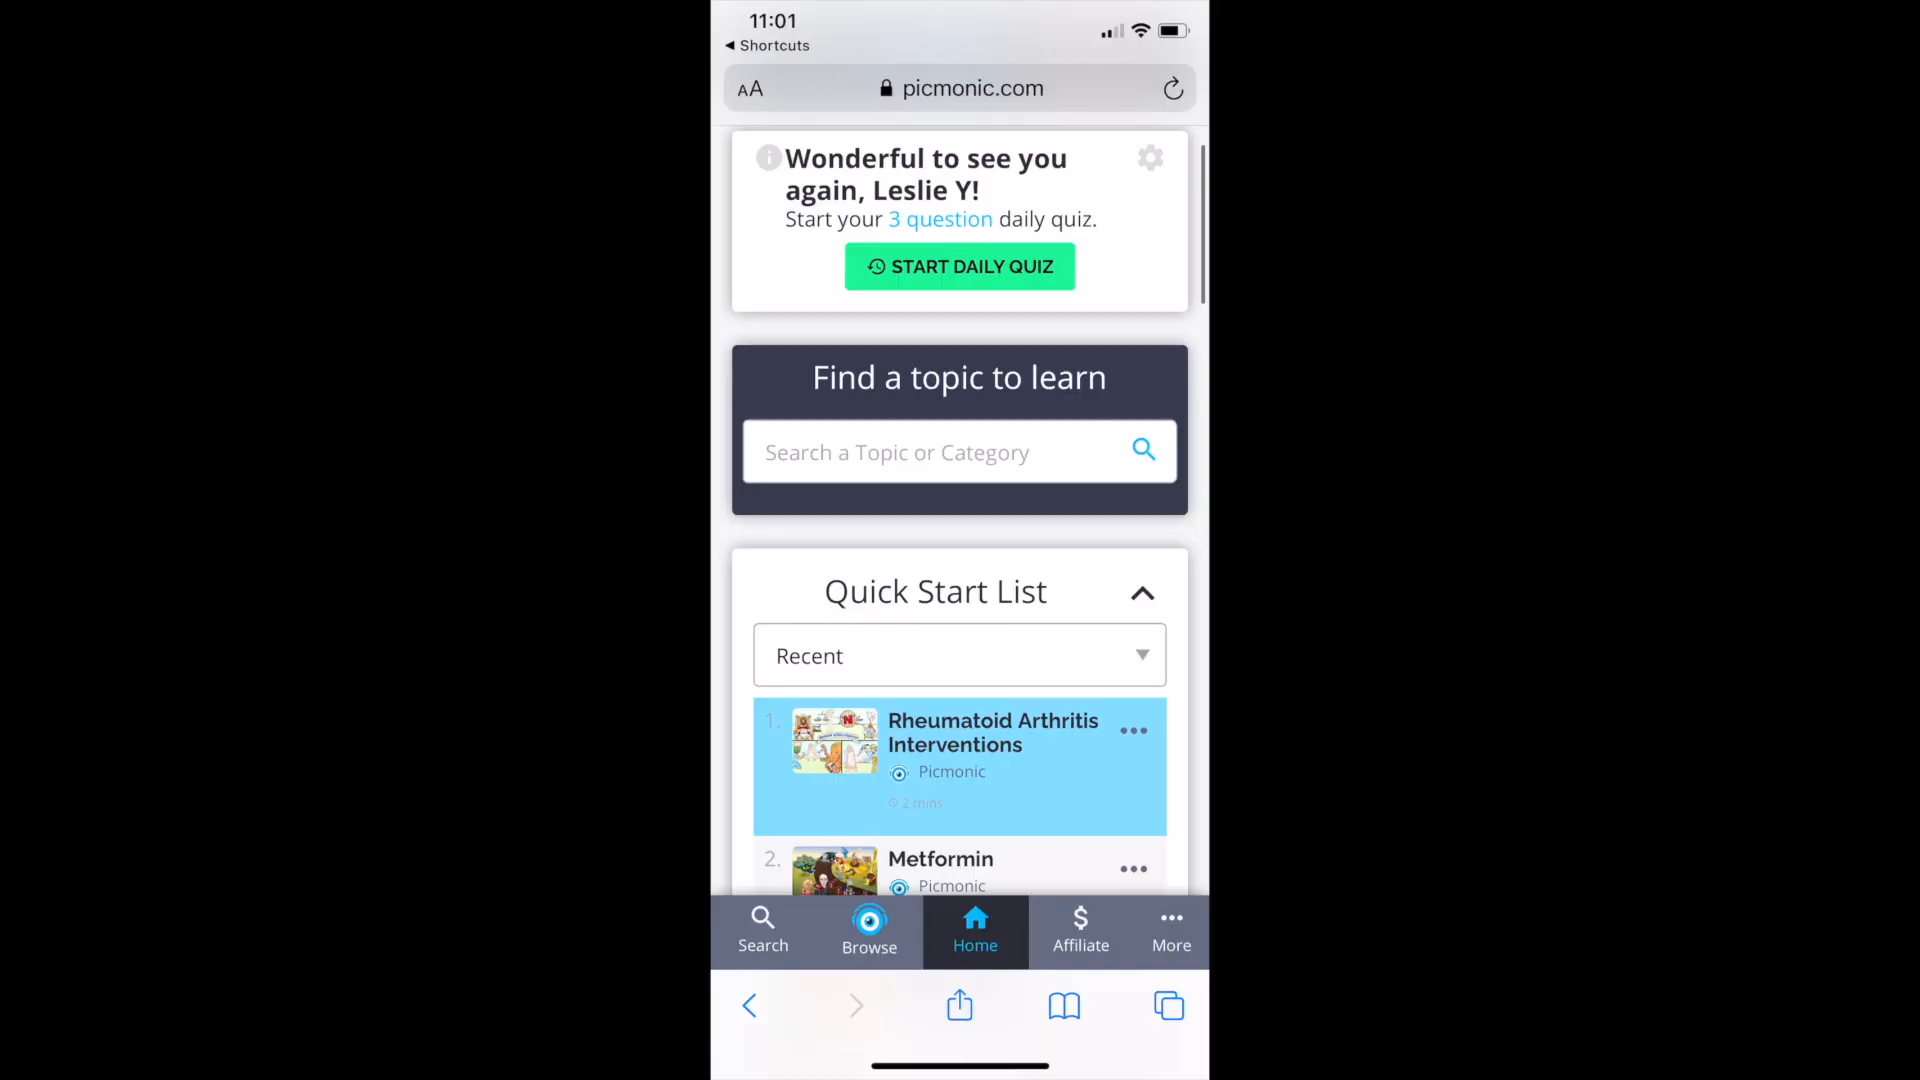 11:01
◀ Shortcuts
AA picmonic.com
Wonderful to see you
again, Leslie Y!
Start your 3 question daily quiz.
START DAILY QUIZ
Find a topic to learn
Search a Topic or Category
Quick Start List
Recent
1. Rheumatoid Arthritis
Interventions
Picmonic
2 mins
2. Metformin
Picmonic
Search Browse Home Affiliate More